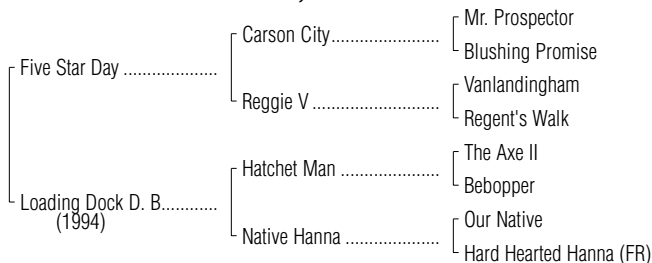 Mr. Prospector
Carson City....................
Blushing Promise
Five Star Day ..................
Vanlandingham
Reggie V .......................
Regent's Walk
The Axe II
Hatchet Man ..................
Bebopper
Loading Dock D. B...........
(1994)
Our Native
Native Hanna .................
Hard Hearted Hanna (FR)